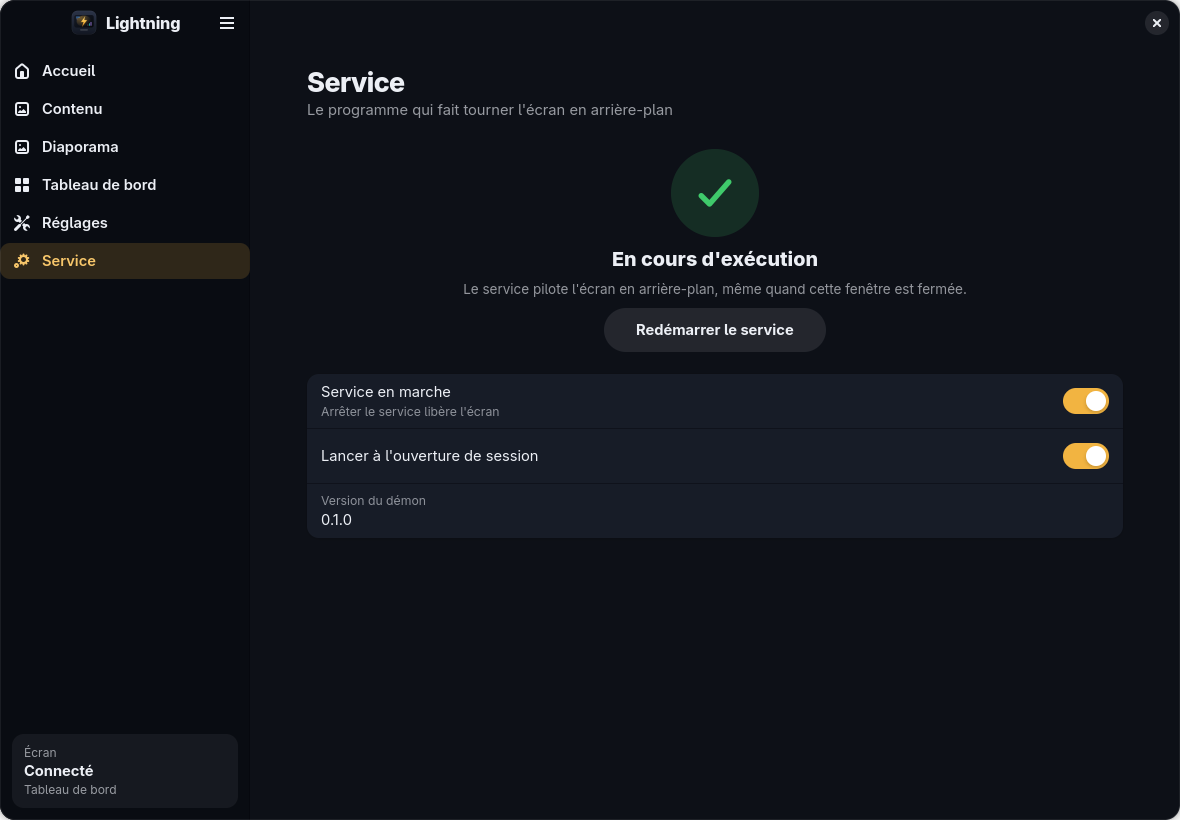 Lightning
Accueil
Contenu
Diaporama
Tableau de bord
Réglages
Service
Écran
Connecté
Tableau de bord
Service
Le programme qui fait tourner l'écran en arrière-plan
En cours d'exécution
Le service pilote l'écran en arrière-plan, même quand cette fenêtre est fermée.
Redémarrer le service
Service en marche
Arrêter le service libère l'écran
Lancer à l'ouverture de session
Version du démon
0.1.0